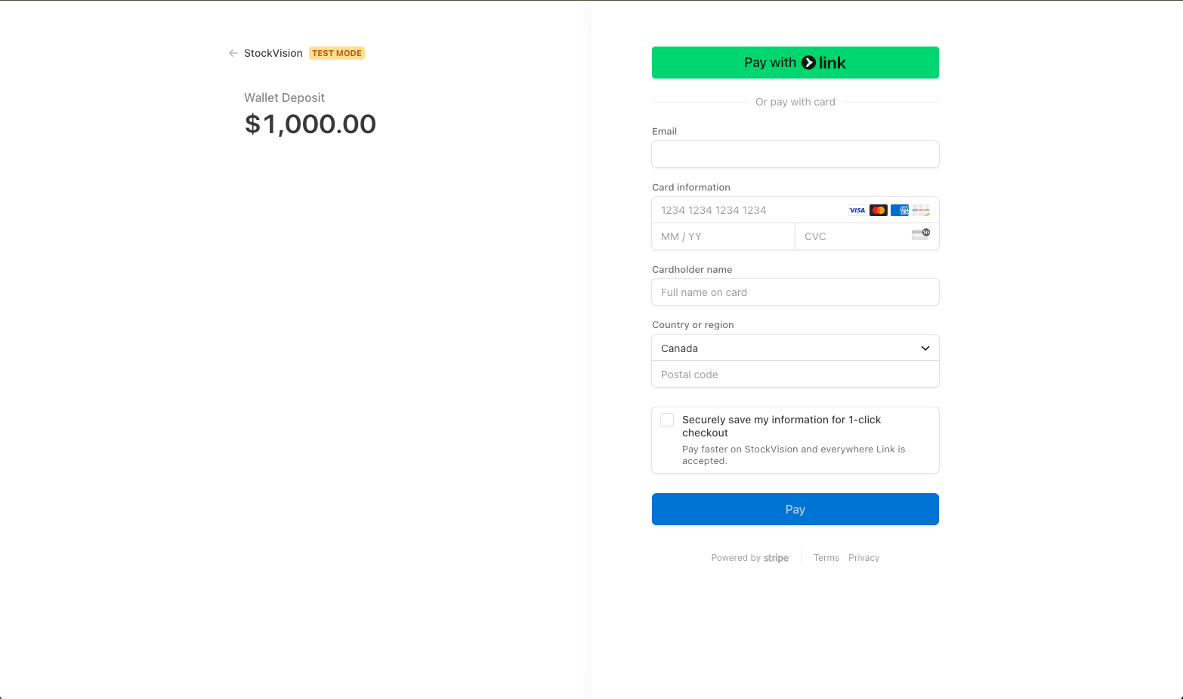 StockVision TEST MODE
Wallet Deposit
$1,000.00
Pay with link
Or pay with card
Email
Card information
1234 1234 1234 1234 VISA
MM / YY CVC
Cardholder name
Full name on card
Country or region
Canada
Postal code
Securely save my information for 1-click
checkout
Pay faster on StockVision and everywhere Link is
accepted.
Pay
Powered by stripe Terms Privacy